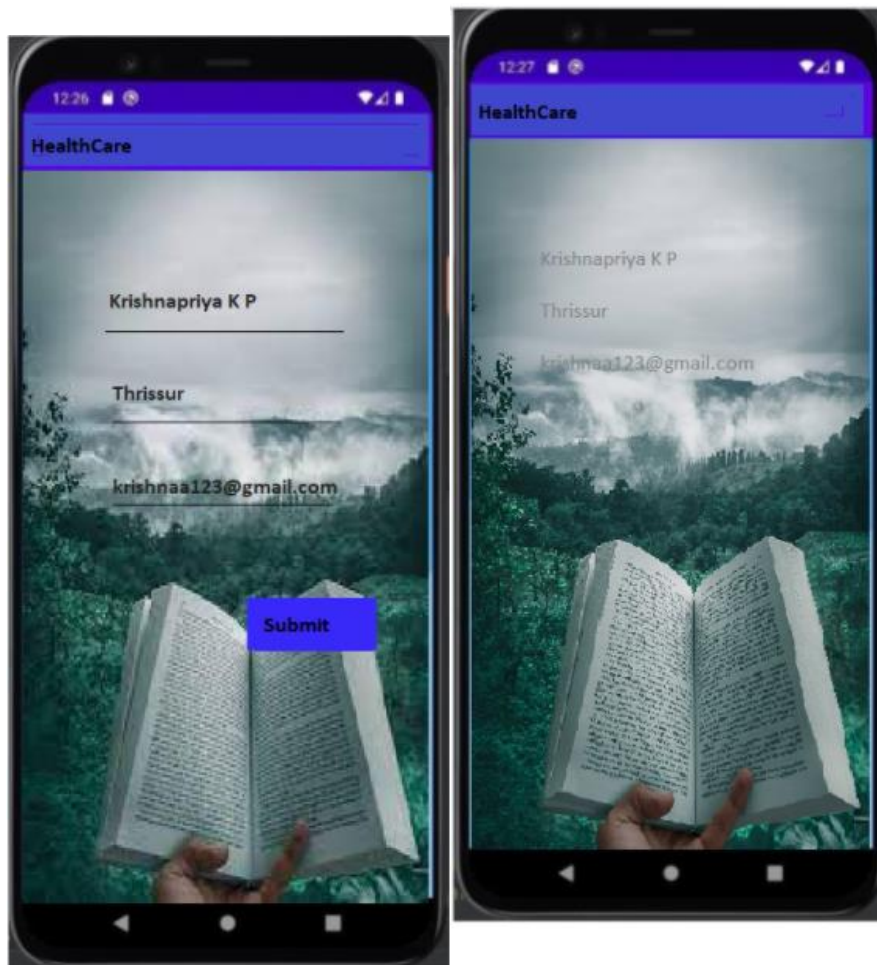 12:26
HealthCare
Krishnapriya K P
Thrissur
krishnaa123@gmail.com
Submit
12:27
HealthCare
Krishnapriya K P
Thrissur
krishnaa123@gmail.com